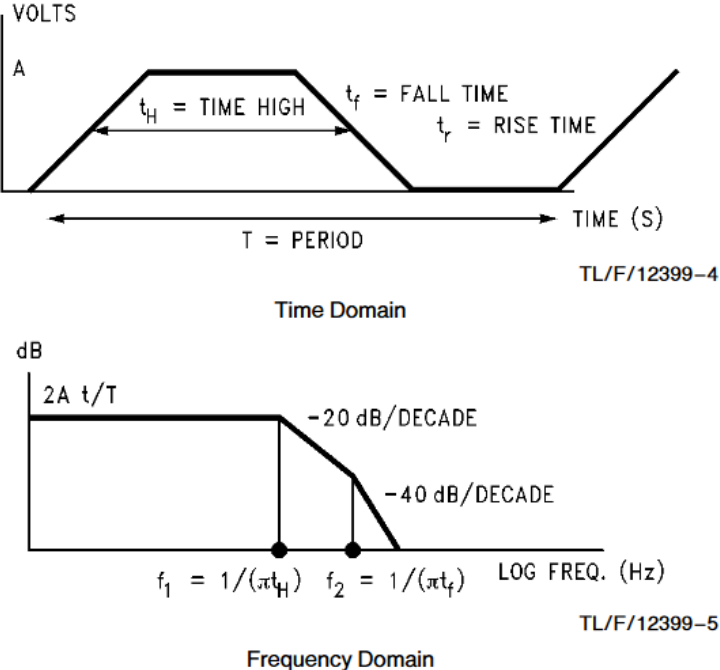 VOLTS
A
t_H = TIME HIGH
t_f = FALL TIME
t_r = RISE TIME
TIME (S)
T = PERIOD
TL/F/12399–4
Time Domain
dB
2A t/T
−20 dB/DECADE
−40 dB/DECADE
f_1 = 1/(πt_H) f_2 = 1/(πt_f) LOG FREQ. (Hz)
TL/F/12399–5
Frequency Domain